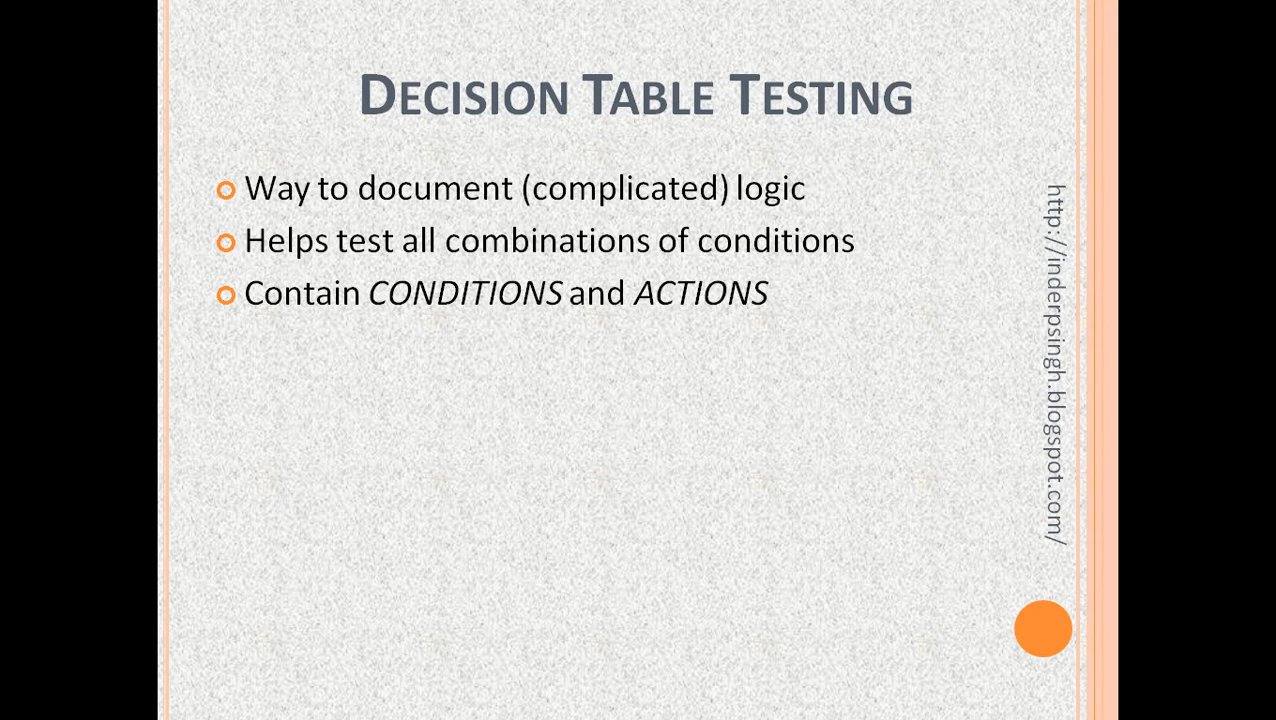 DECISION TABLE TESTING
Way to document (complicated) logic
Helps test all combinations of conditions
Contain CONDITIONS and ACTIONS
http://inderpsingh.blogspot.com/